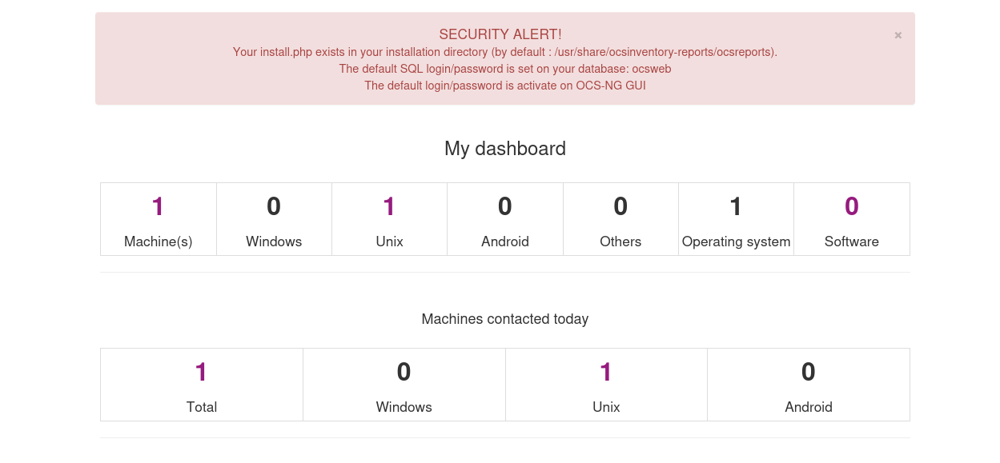 SECURITY ALERT!
×
Your install.php exists in your installation directory (by default : /usr/share/ocsinventory-reports/ocsreports).
The default SQL login/password is set on your database: ocsweb
The default login/password is activate on OCS-NG GUI
My dashboard
1 0 1 0 0 1 0
Machine(s) Windows Unix Android Others Operating system Software
Machines contacted today
1 0 1 0
Total Windows Unix Android